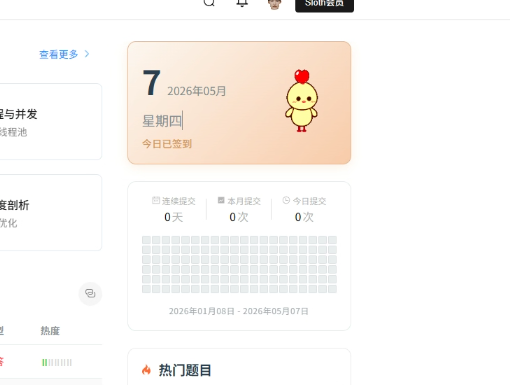 Sloth会员
查看更多
7 2026年05月
星期四
今日已签到
程与并发
线程池
度剖析
优化
连续提交 本月提交 今日提交
0天 0次 0次
2026年01月08日 - 2026年05月07日
热度
热门题目